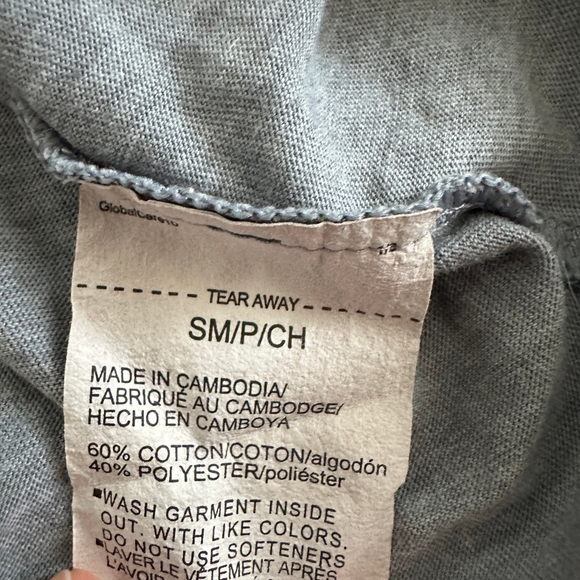 GlobalCare10
TEAR AWAY
SM/P/CH
MADE IN CAMBODIA/
FABRIQUÉ AU CAMBODGE/
HECHO EN CAMBOYA
60% COTTON/COTON/algodón
40% POLYESTER/poliéster
▪WASH GARMENT INSIDE
OUT. WITH LIKE COLORS.
DO NOT USE SOFTENERS
▪LAVER LE VÊTEMENT APRÈS